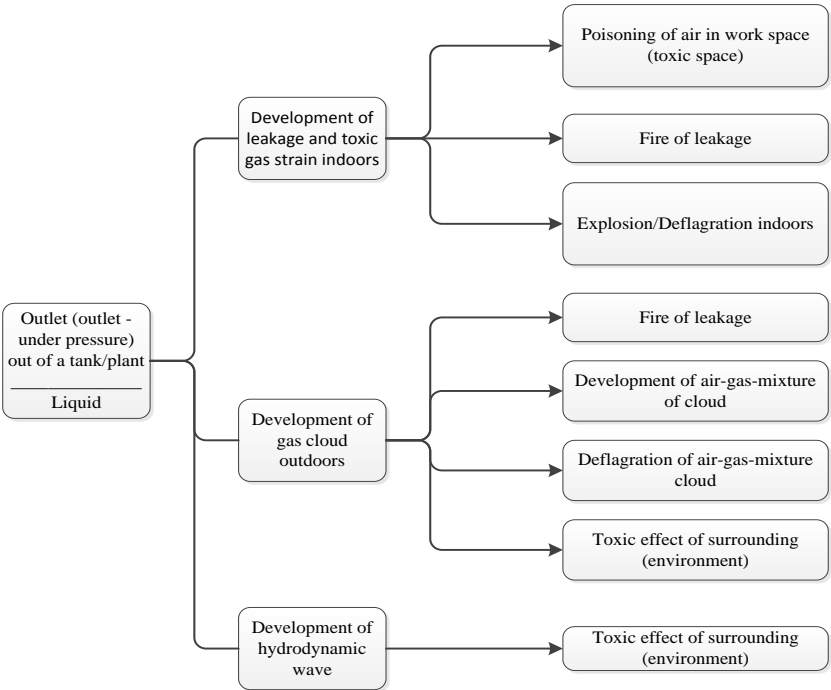 Poisoning of air in work space
(toxic space)
Development of
leakage and toxic
gas strain indoors
Fire of leakage
Explosion/Deflagration indoors
Outlet (outlet -
under pressure)
out of a tank/plant
Liquid
Fire of leakage
Development of air-gas-mixture
of cloud
Development of
gas cloud
outdoors
Deflagration of air-gas-mixture
cloud
Toxic effect of surrounding
(environment)
Development of
hydrodynamic
wave
Toxic effect of surrounding
(environment)